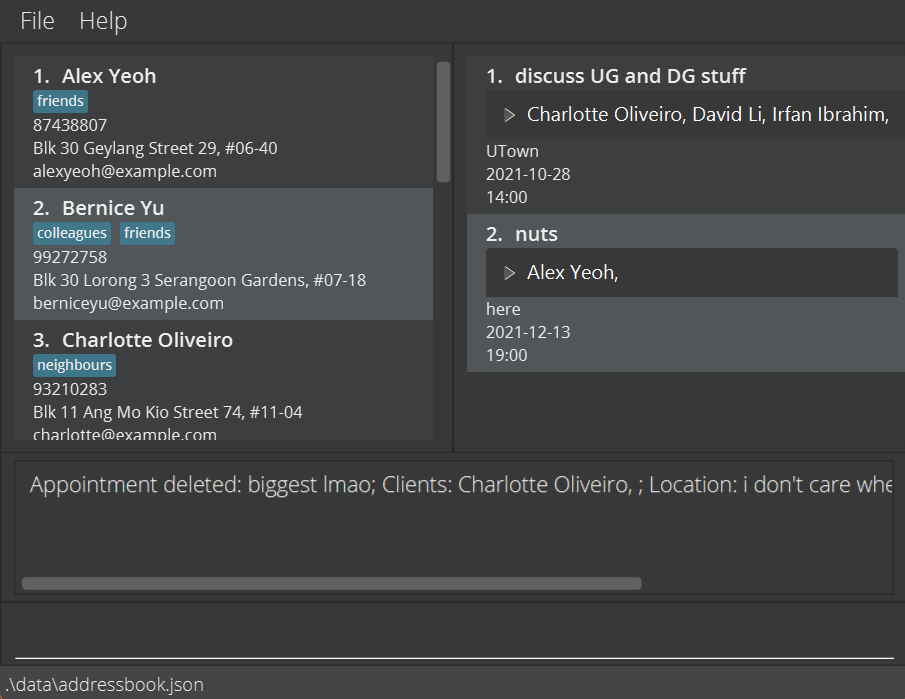 File Help
1. Alex Yeoh
friends
87438807
Blk 30 Geylang Street 29, #06-40
alexyeoh@example.com
2. Bernice Yu
colleagues friends
99272758
Blk 30 Lorong 3 Serangoon Gardens, #07-18
berniceyu@example.com
3. Charlotte Oliveiro
neighbours
93210283
Blk 11 Ang Mo Kio Street 74, #11-04
charlotte@example.com
1. discuss UG and DG stuff
Charlotte Oliveiro, David Li, Irfan Ibrahim,
UTown
2021-10-28
14:00
2. nuts
Alex Yeoh,
here
2021-12-13
19:00
Appointment deleted: biggest lmao; Clients: Charlotte Oliveiro, ; Location: i don't care whe
.\data\addressbook.json